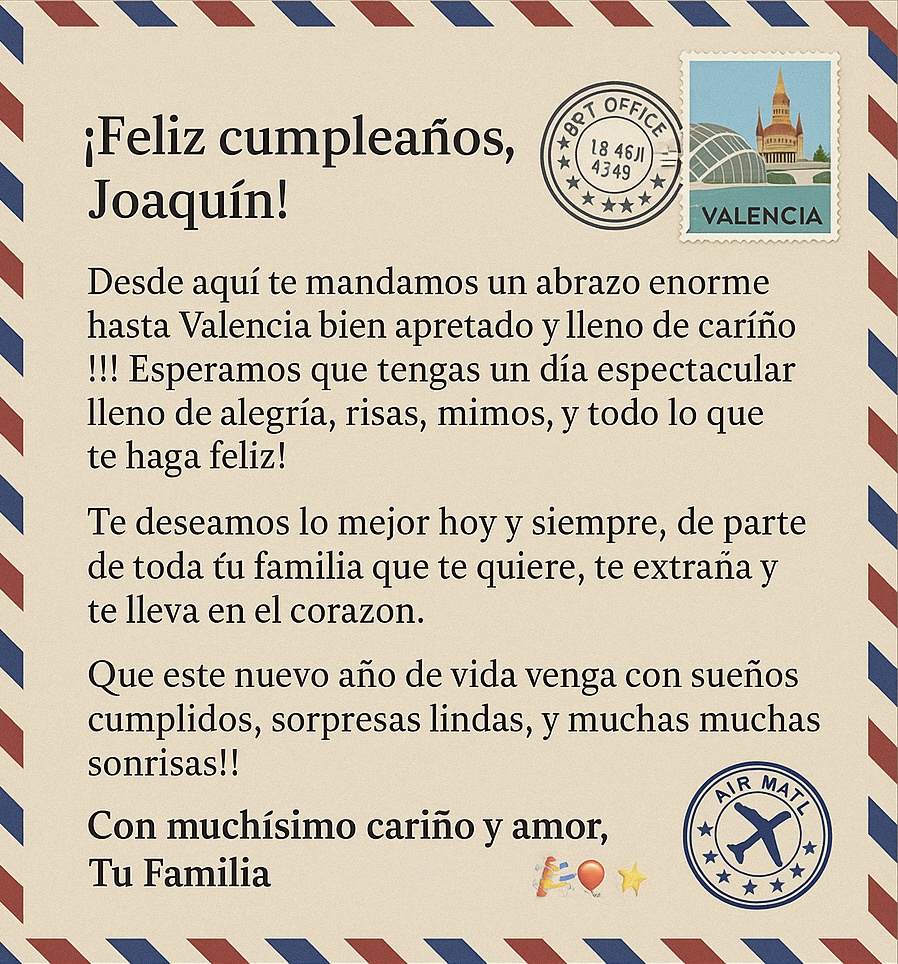 ¡Feliz cumpleaños,
Joaquín!
8PT OFFICE
18 46JI
4349
VALENCIA
Desde aquí te mandamos un abrazo enorme
hasta Valencia bien apretado y lleno de caríño
!!! Esperamos que tengas un día espectacular
lleno de alegría, risas, mimos, y todo lo que
te haga feliz!
Te deseamos lo mejor hoy y siempre, de parte
de toda tu familia que te quiere, te extraña y
te lleva en el corazon.
Que este nuevo año de vida venga con sueños
cumplidos, sorpresas lindas, y muchas muchas
sonrisas!!
AIR MATL
Con muchísimo cariño y amor,
Tu Familia